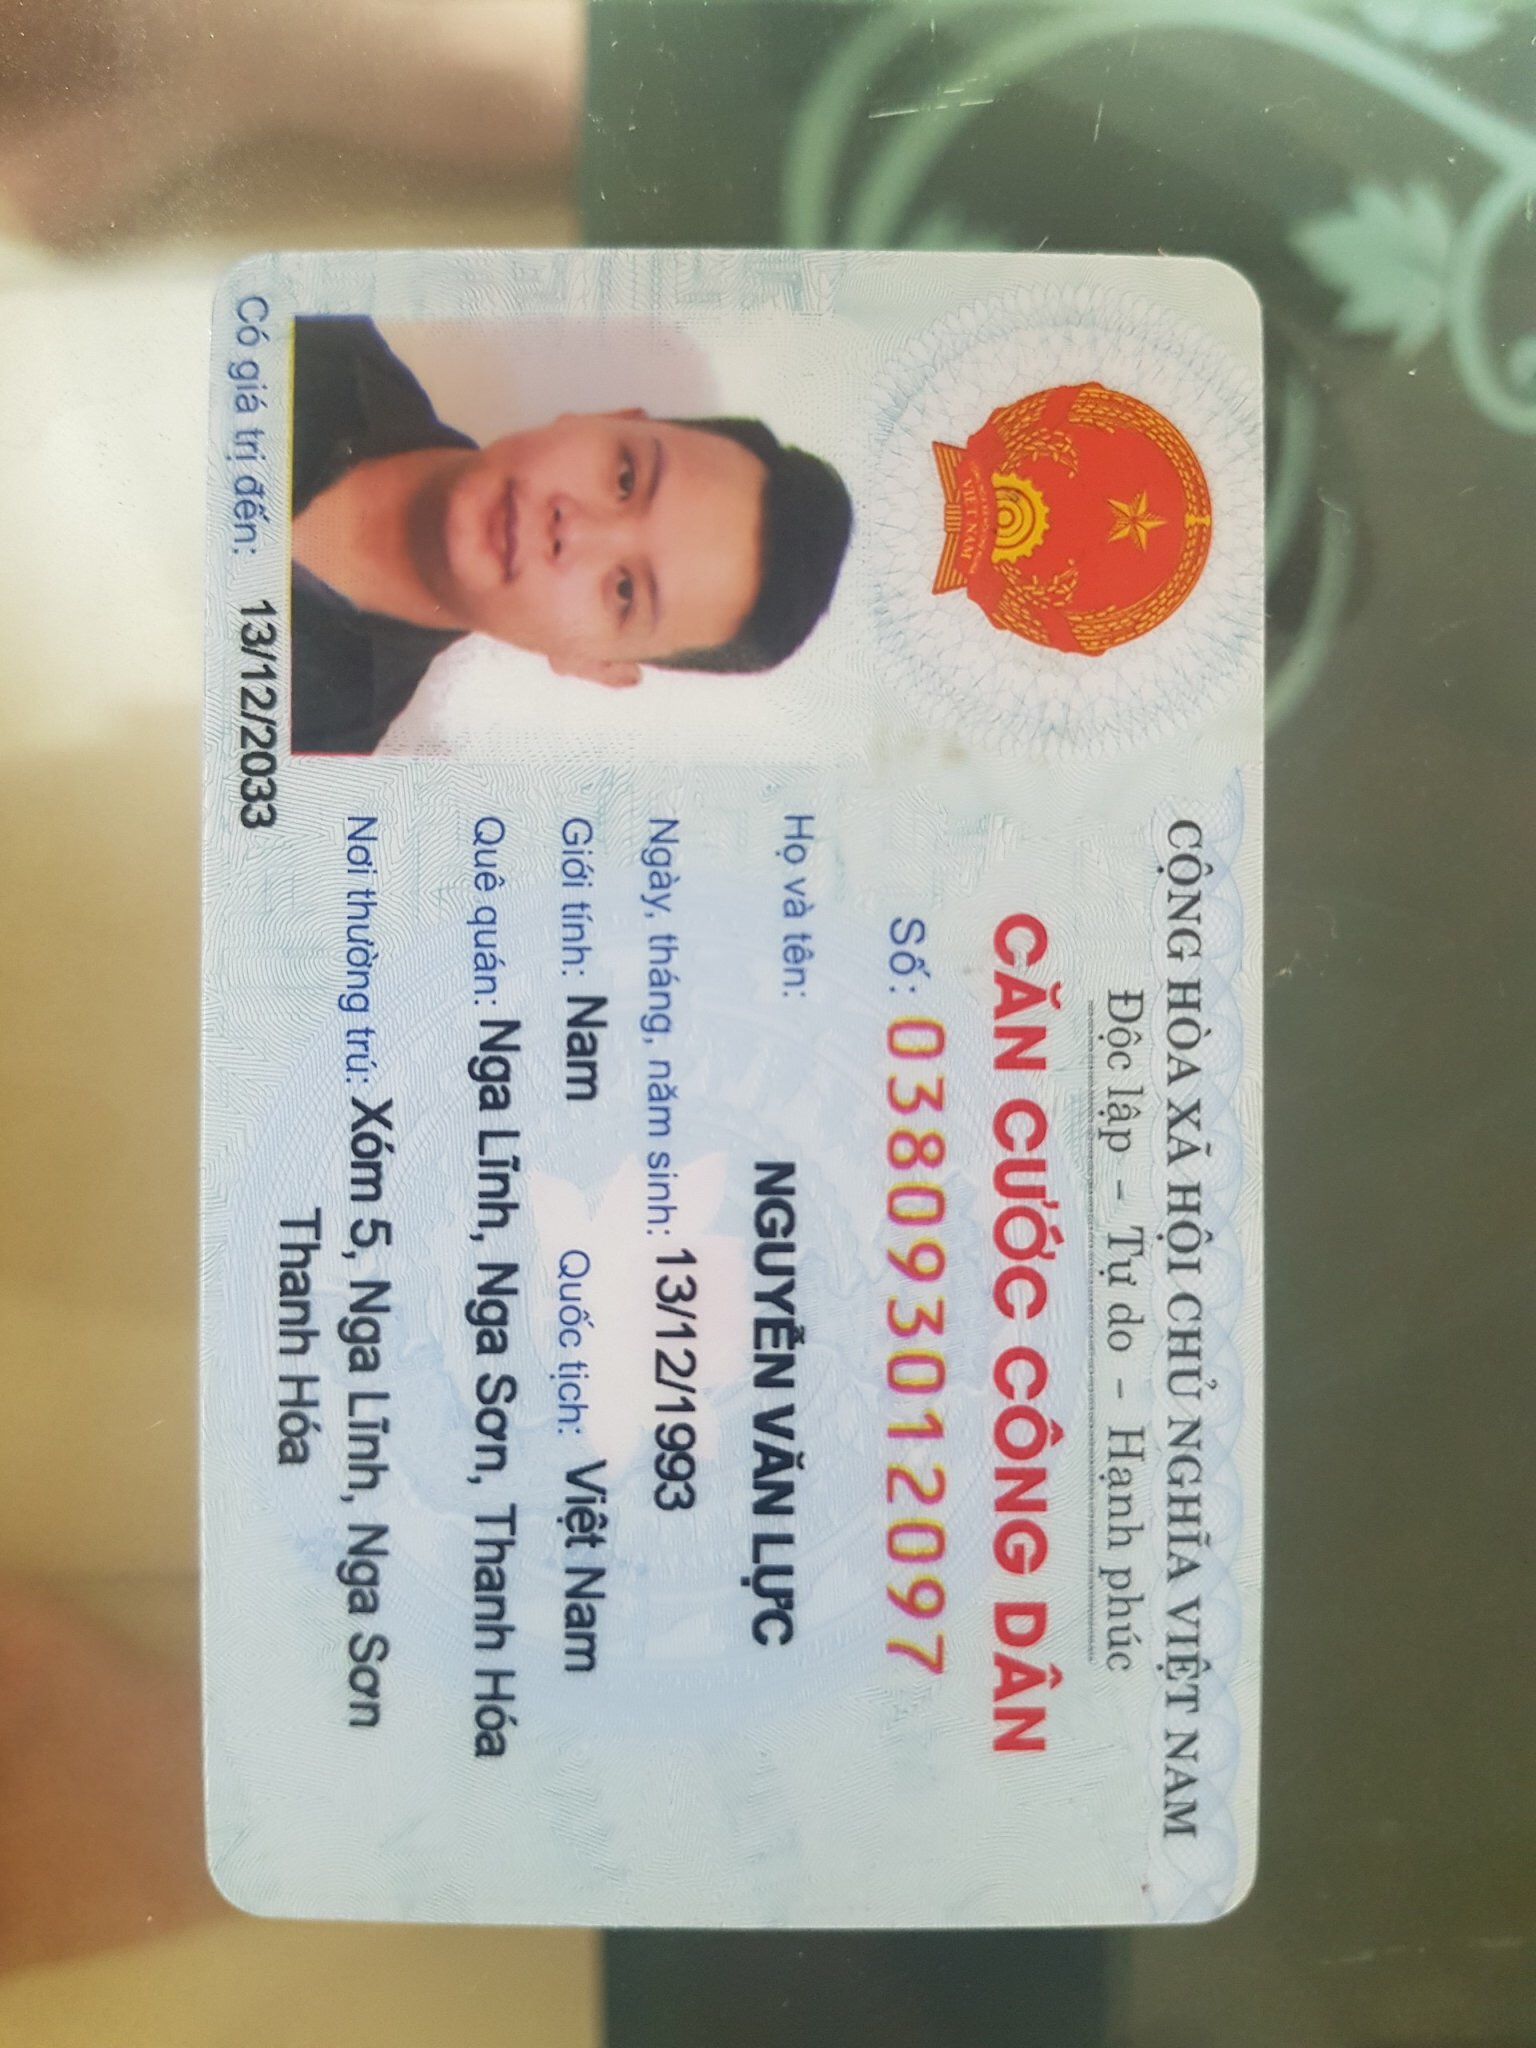 CỘNG HÒA XÃ HỘI CHỦ NGHĨA VIỆT NAM
Độc lập - Tự do - Hạnh phúc
CĂN CƯỚC CÔNG DÂN
Số: 038093012097
Họ và tên:
NGUYỄN VĂN LỰC
Ngày, tháng, năm sinh: 13/12/1993
Giới tính: Nam Quốc tịch: Việt Nam
Quê quán: Nga Lĩnh, Nga Sơn, Thanh Hóa
Nơi thường trú: Xóm 5, Nga Lĩnh, Nga Sơn
Thanh Hóa
Có giá trị đến: 13/12/2033
VIỆT NAM